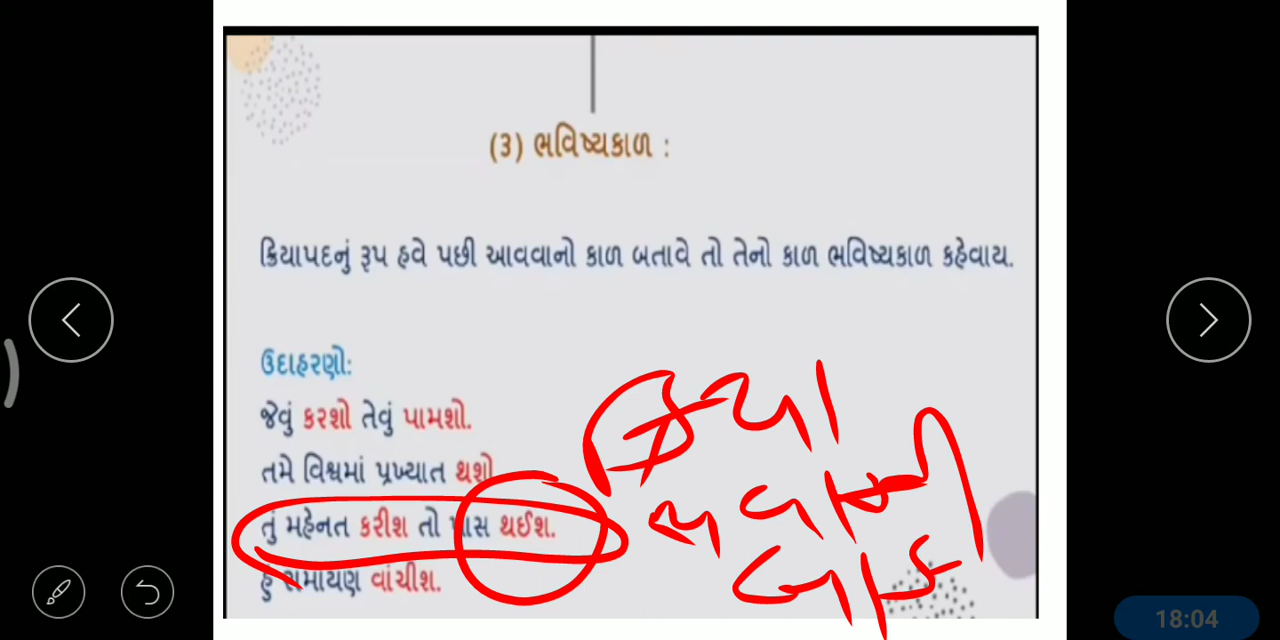 (૩) ભવિષ્યકાળ :
ક્રિયાપદનું રૂપ હવે પછી આવવાનો કાળ બતાવે તો તેનો કાળ ભવિષ્યકાળ કહેવાય.
ઉદાહરણો:
જેવું કરશો તેવું પામશો.
તમે વિશ્વમાં પ્રખ્યાત થશો
તું મહેનત કરીશ તો પાસ થઈશ.
હું રામાયણ વાંચીશ.
18:04